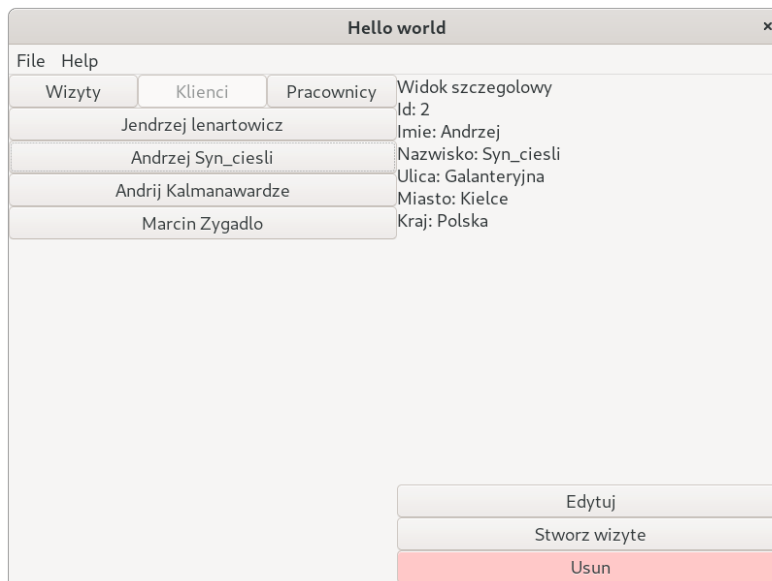 Hello world
×
File Help
Wizyty Klienci Pracownicy
Jendrzej lenartowicz
Andrzej Syn_ciesli
Andrij Kalmanawardze
Marcin Zygadlo
Widok szczegolowy
Id: 2
Imie: Andrzej
Nazwisko: Syn_ciesli
Ulica: Galanteryjna
Miasto: Kielce
Kraj: Polska
Edytuj
Stworz wizyte
Usun